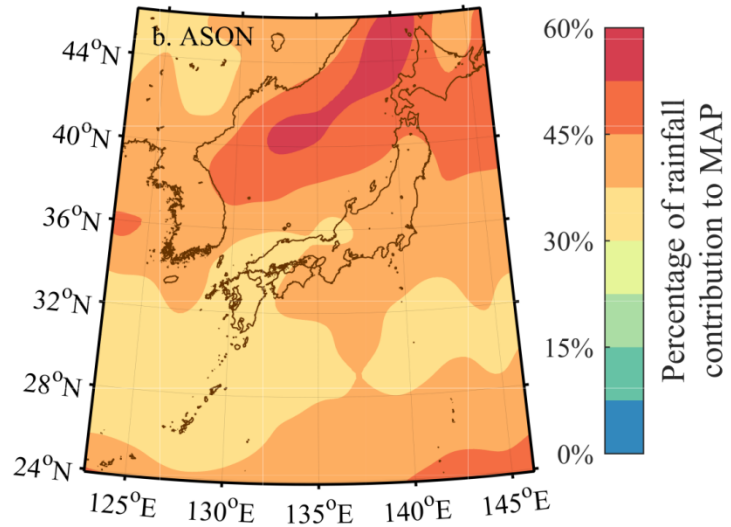 b. ASON
44°N
40°N
36°N
32°N
28°N
24°N
125°E
130°E
135°E
140°E
145°E
60%
45%
30%
15%
0%
Percentage of rainfall
contribution to MAP